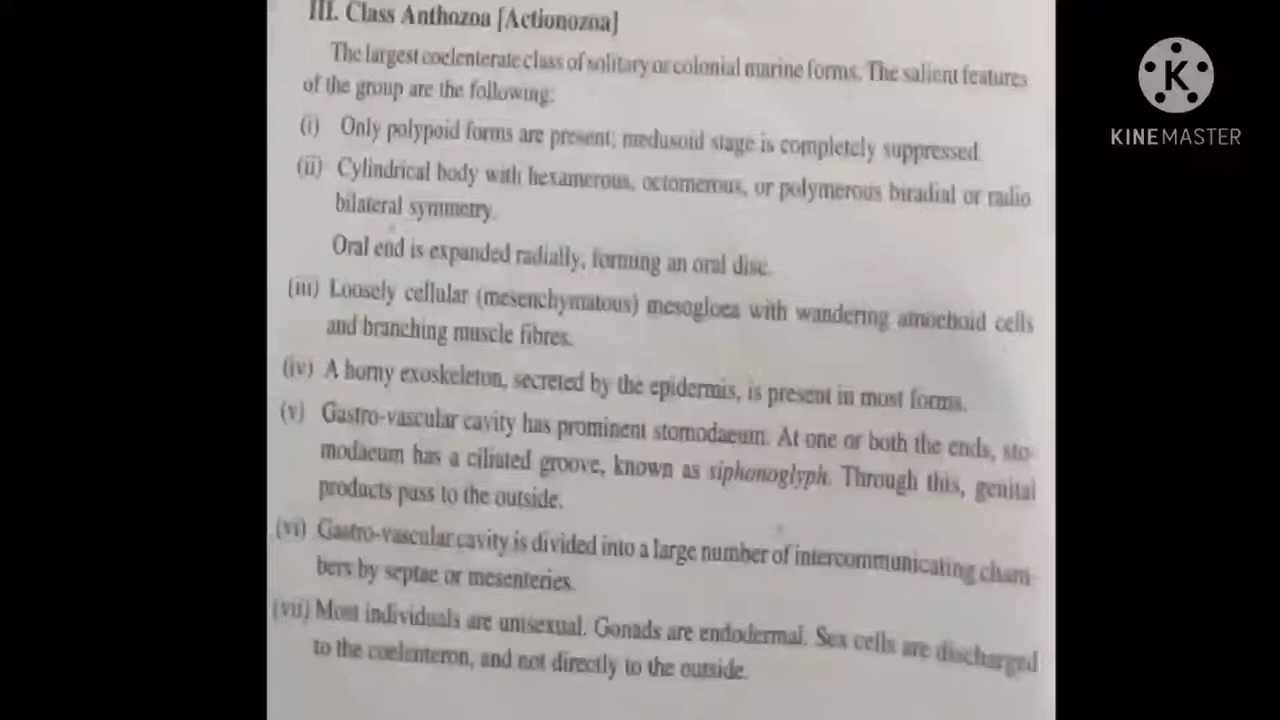 III. Class Anthozoa [Actionozoa]
The largest coelenterate class of solitary or colonial marine forms. The salient features
of the group are the following:
(i) Only polypoid forms are present; medusoid stage is completely suppressed.
(ii) Cylindrical body with hexamerous, octomerous, or polymerous biradial or radio
bilateral symmetry.
Oral end is expanded radially, forming an oral disc.
(iii) Loosely cellular (mesenchymatous) mesogloea with wandering amoeboid cells
and branching muscle fibres.
(iv) A horny exoskeleton, secreted by the epidermis, is present in most forms.
(v) Gastro-vascular cavity has prominent stomodaeum. At one or both the ends, sto-
modaeum has a ciliated groove, known as siphonoglyph. Through this, genital
products pass to the outside.
(vi) Gastro-vascular cavity is divided into a large number of intercommunicating cham-
bers by septae or mesenteries.
(vii) Most individuals are unisexual. Gonads are endodermal. Sex cells are discharged
to the coelenteron, and not directly to the outside.
K
KINEMASTER